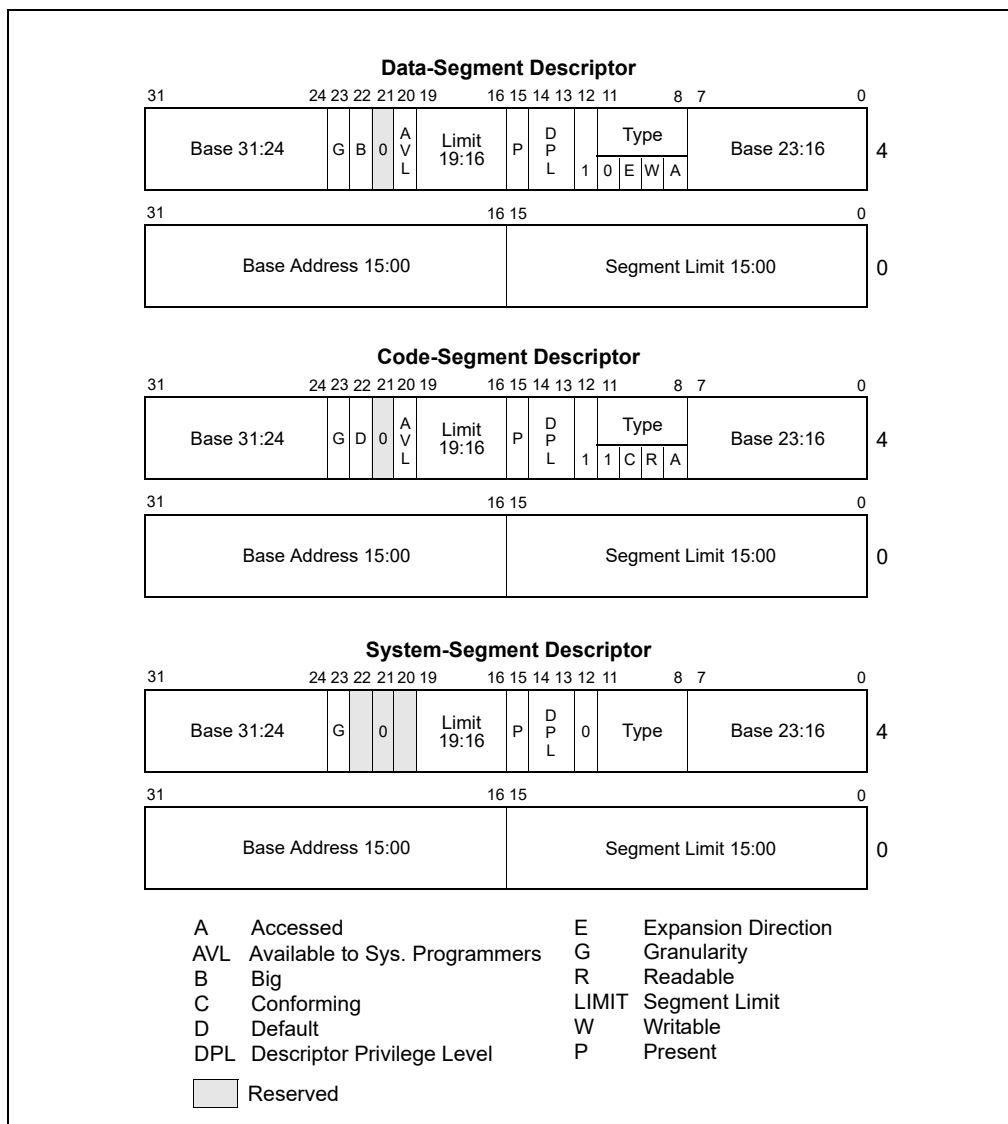 Data-Segment Descriptor
31 24 23 22 21 20 19 16 15 14 13 12 11 8 7 0
Base 31:24 G B 0 AVL Limit 19:16 P DPL 1 Type 0 E W A Base 23:16 4
31 16 15 0
Base Address 15:00 Segment Limit 15:00 0
Code-Segment Descriptor
31 24 23 22 21 20 19 16 15 14 13 12 11 8 7 0
Base 31:24 G D 0 AVL Limit 19:16 P DPL 1 Type 1 C R A Base 23:16 4
31 16 15 0
Base Address 15:00 Segment Limit 15:00 0
System-Segment Descriptor
31 24 23 22 21 20 19 16 15 14 13 12 11 8 7 0
Base 31:24 G 0 Limit 19:16 P DPL 0 Type Base 23:16 4
31 16 15 0
Base Address 15:00 Segment Limit 15:00 0
A Accessed
AVL Available to Sys. Programmers
B Big
C Conforming
D Default
DPL Descriptor Privilege Level
Reserved
E Expansion Direction
G Granularity
R Readable
LIMIT Segment Limit
W Writable
P Present